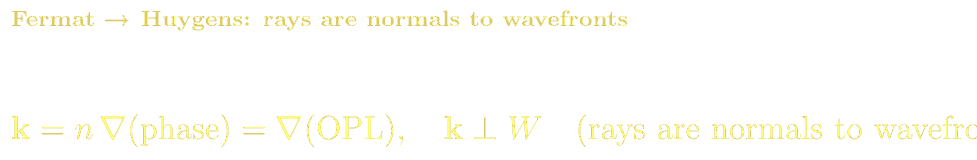 Fermat → Huygens: rays are normals to wavefronts
k = n ∇(phase) = ∇(OPL), k ⊥ W (rays are normals to wavefro